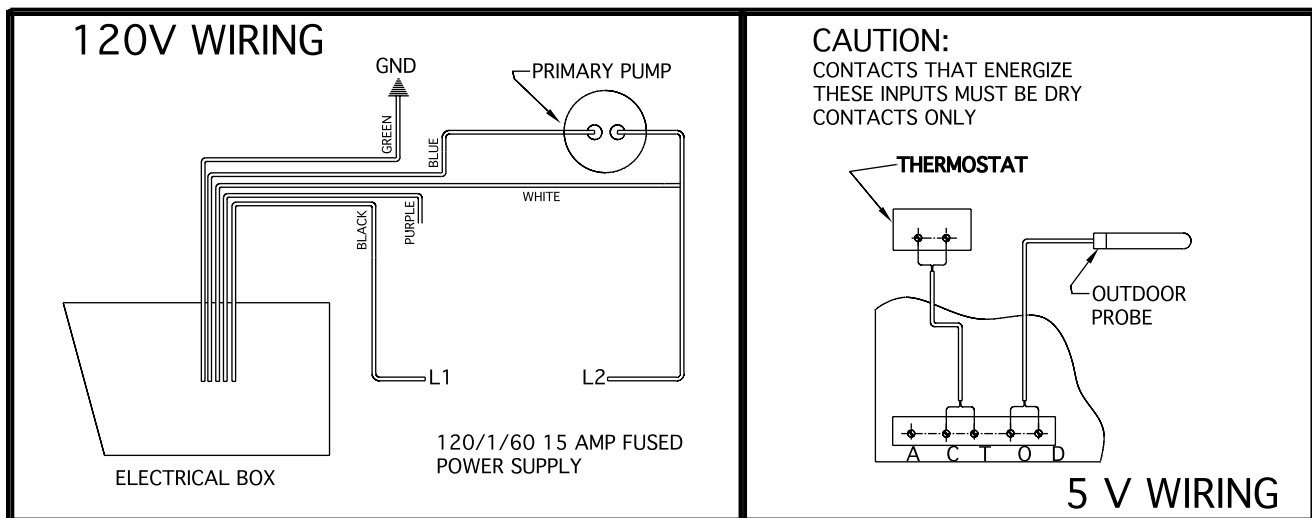 120V WIRING
GND
PRIMARY PUMP
GREEN
BLUE
WHITE
PURPLE
BLACK
L1
L2
120/1/60 15 AMP FUSED
POWER SUPPLY
ELECTRICAL BOX
CAUTION:
CONTACTS THAT ENERGIZE
THESE INPUTS MUST BE DRY
CONTACTS ONLY
THERMOSTAT
OUTDOOR
PROBE
A C T O D
5 V WIRING